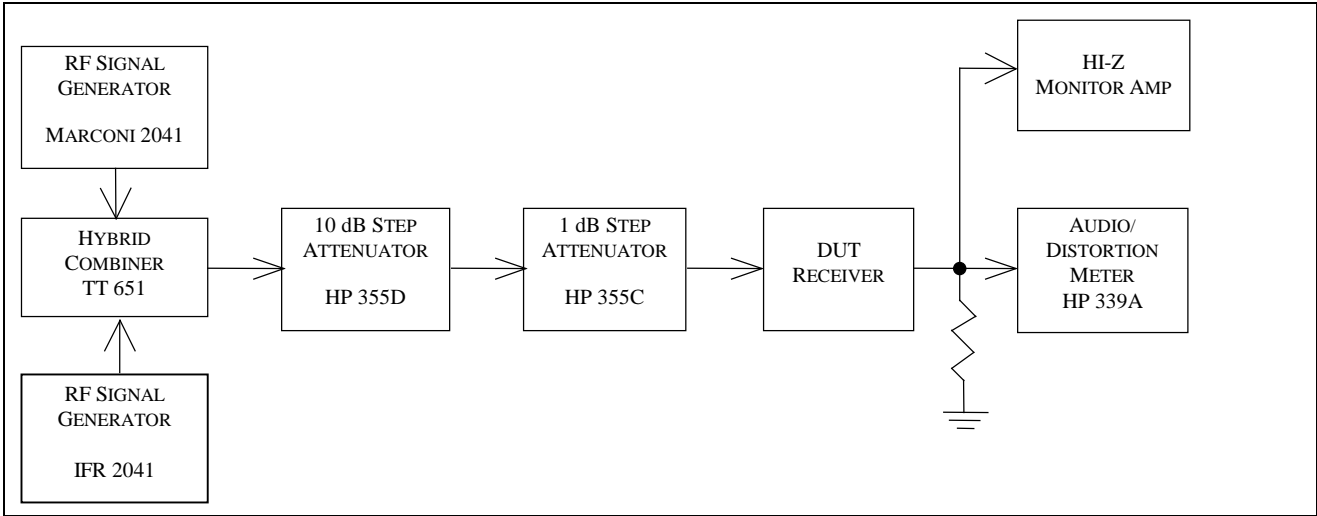 RF SIGNAL
GENERATOR
MARCONI 2041
HYBRID
COMBINER
TT 651
RF SIGNAL
GENERATOR
IFR 2041
10 dB STEP
ATTENUATOR
HP 355D
1 dB STEP
ATTENUATOR
HP 355C
DUT
RECEIVER
HI-Z
MONITOR AMP
AUDIO/
DISTORTION
METER
HP 339A